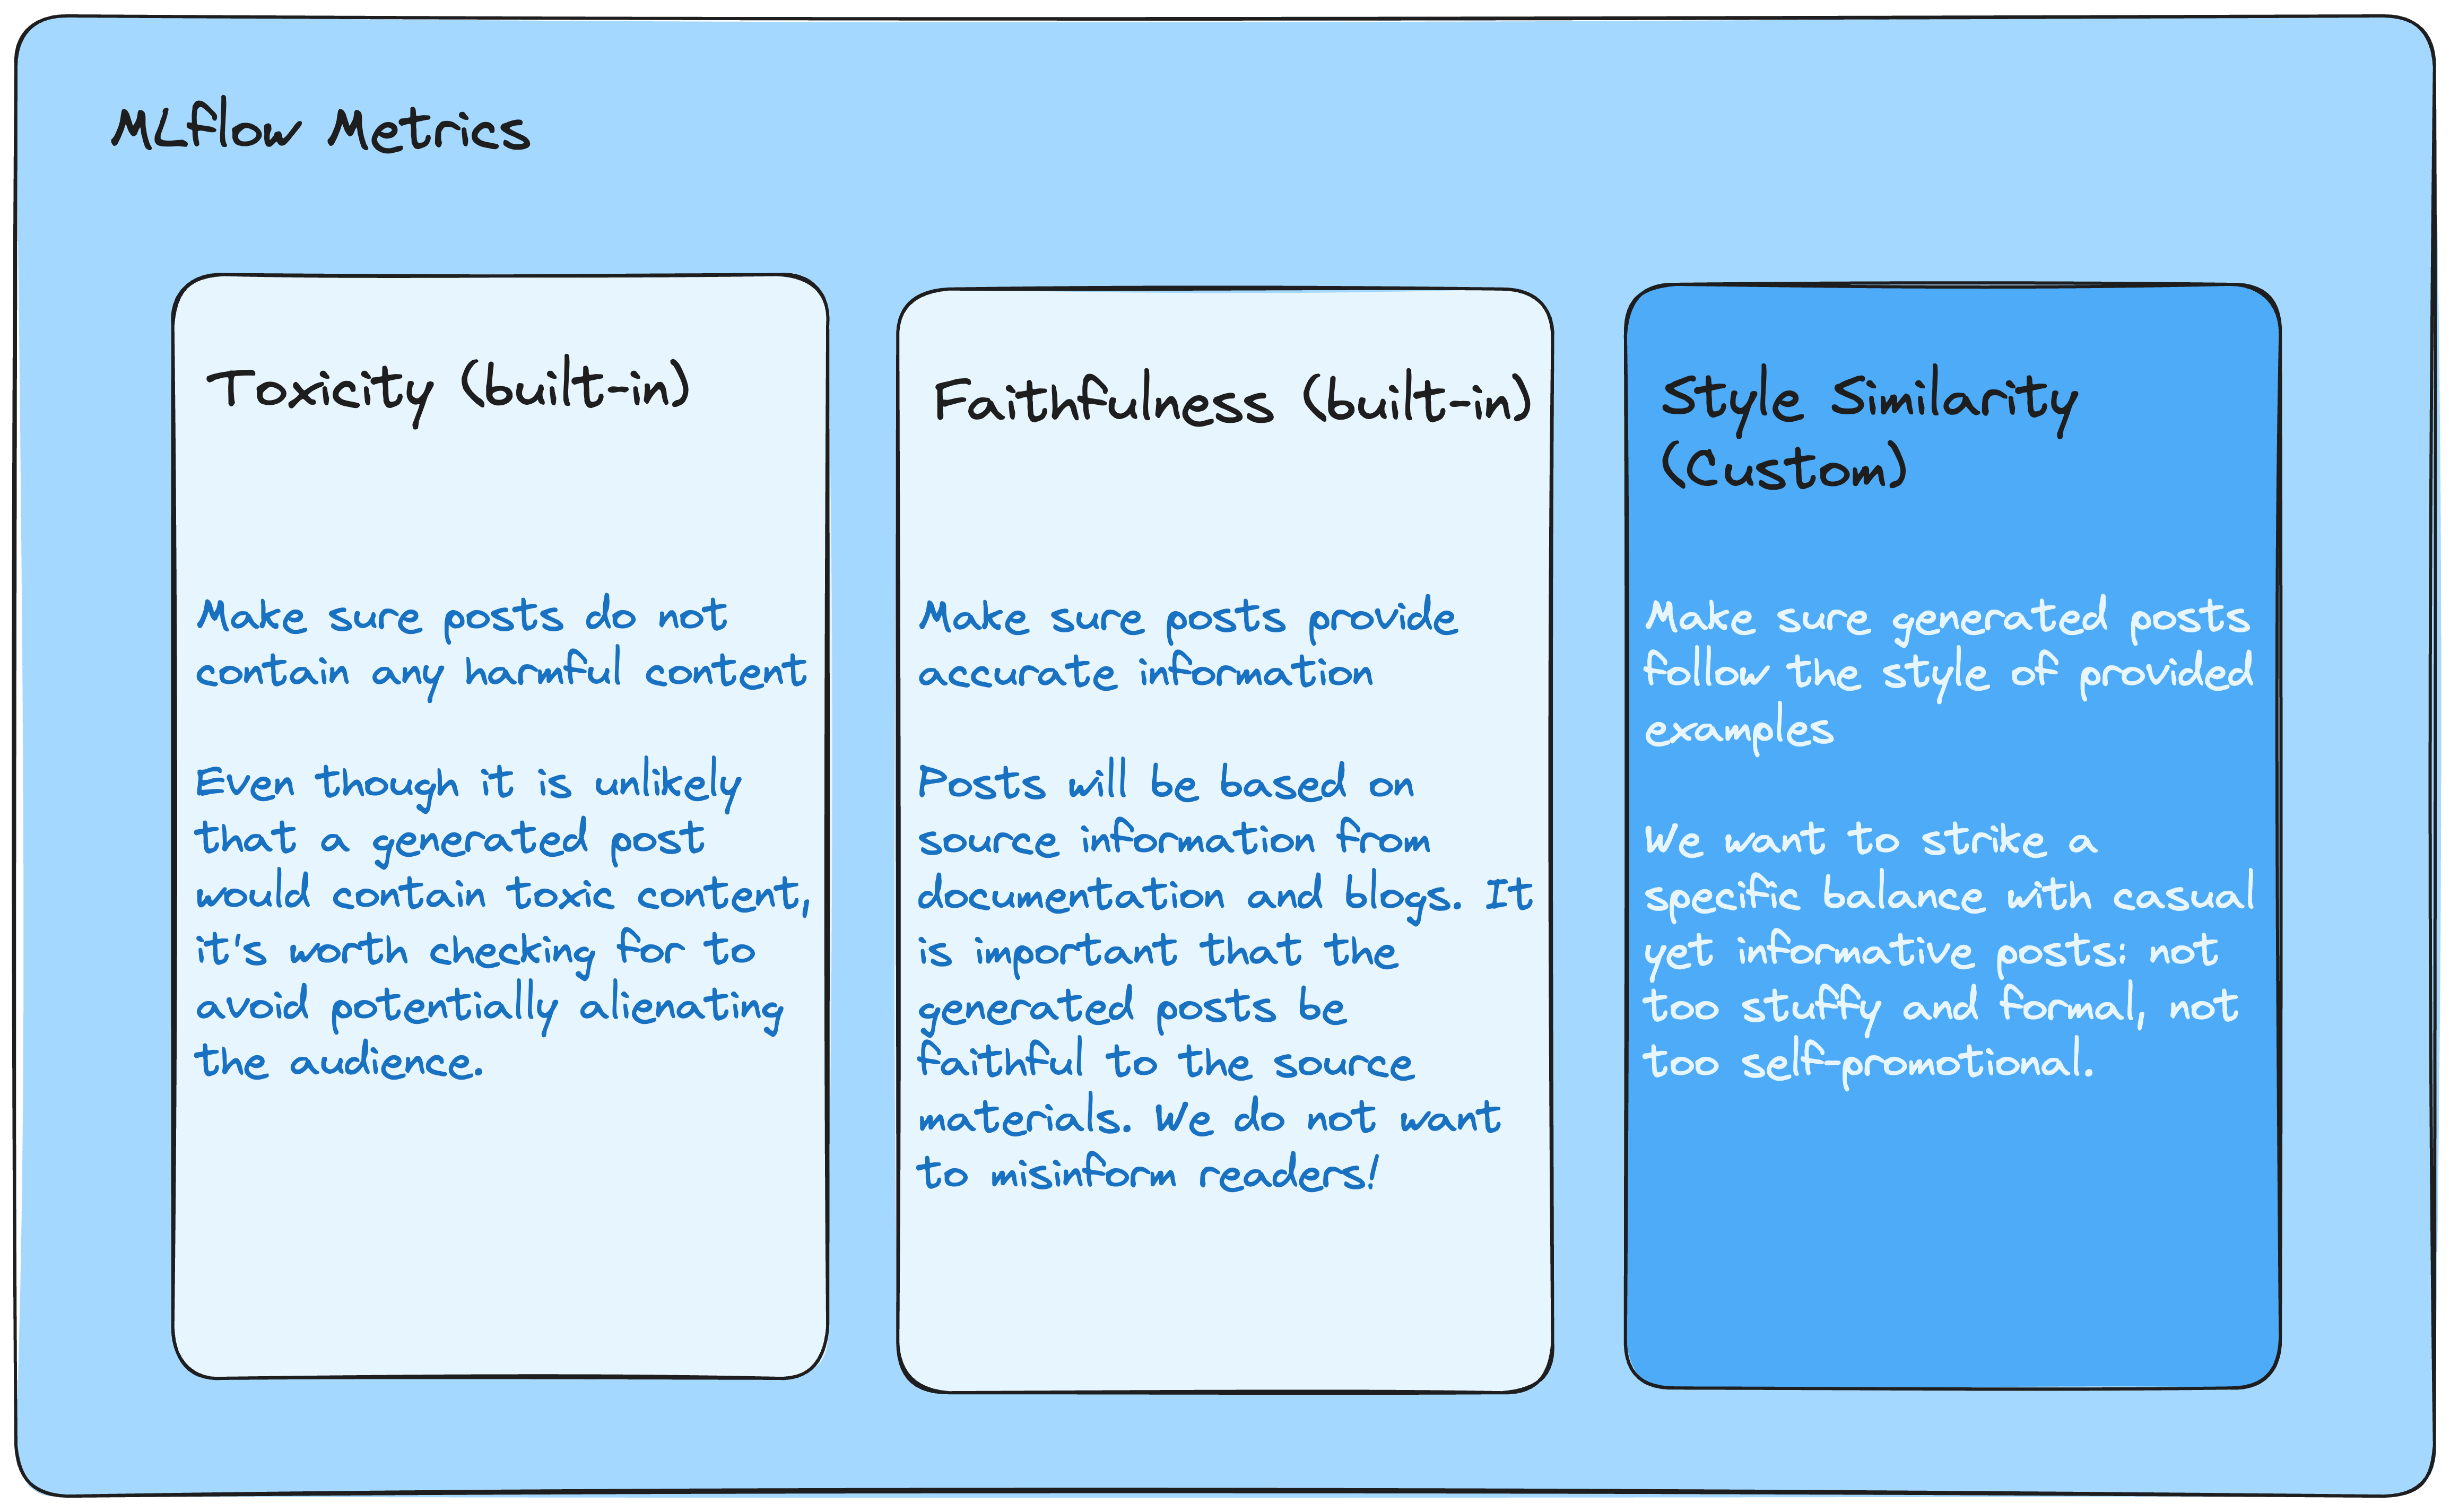 MLflow Metrics
Toxicity (built-in)
Make sure posts do not
contain any harmful content
Even though it is unlikely
that a generated post
would contain toxic content,
it's worth checking for to
avoid potentially alienating
the audience.
Faithfulness (built-in)
Make sure posts provide
accurate information
Posts will be based on
source information from
documentation and blogs. It
is important that the
generated posts be
faithful to the source
materials. We do not want
to misinform readers!
Style Similarity
(Custom)
Make sure generated posts
follow the style of provided
examples
We want to strike a
specific balance with casual
yet informative posts: not
too stuffy and formal, not
too self-promotional.